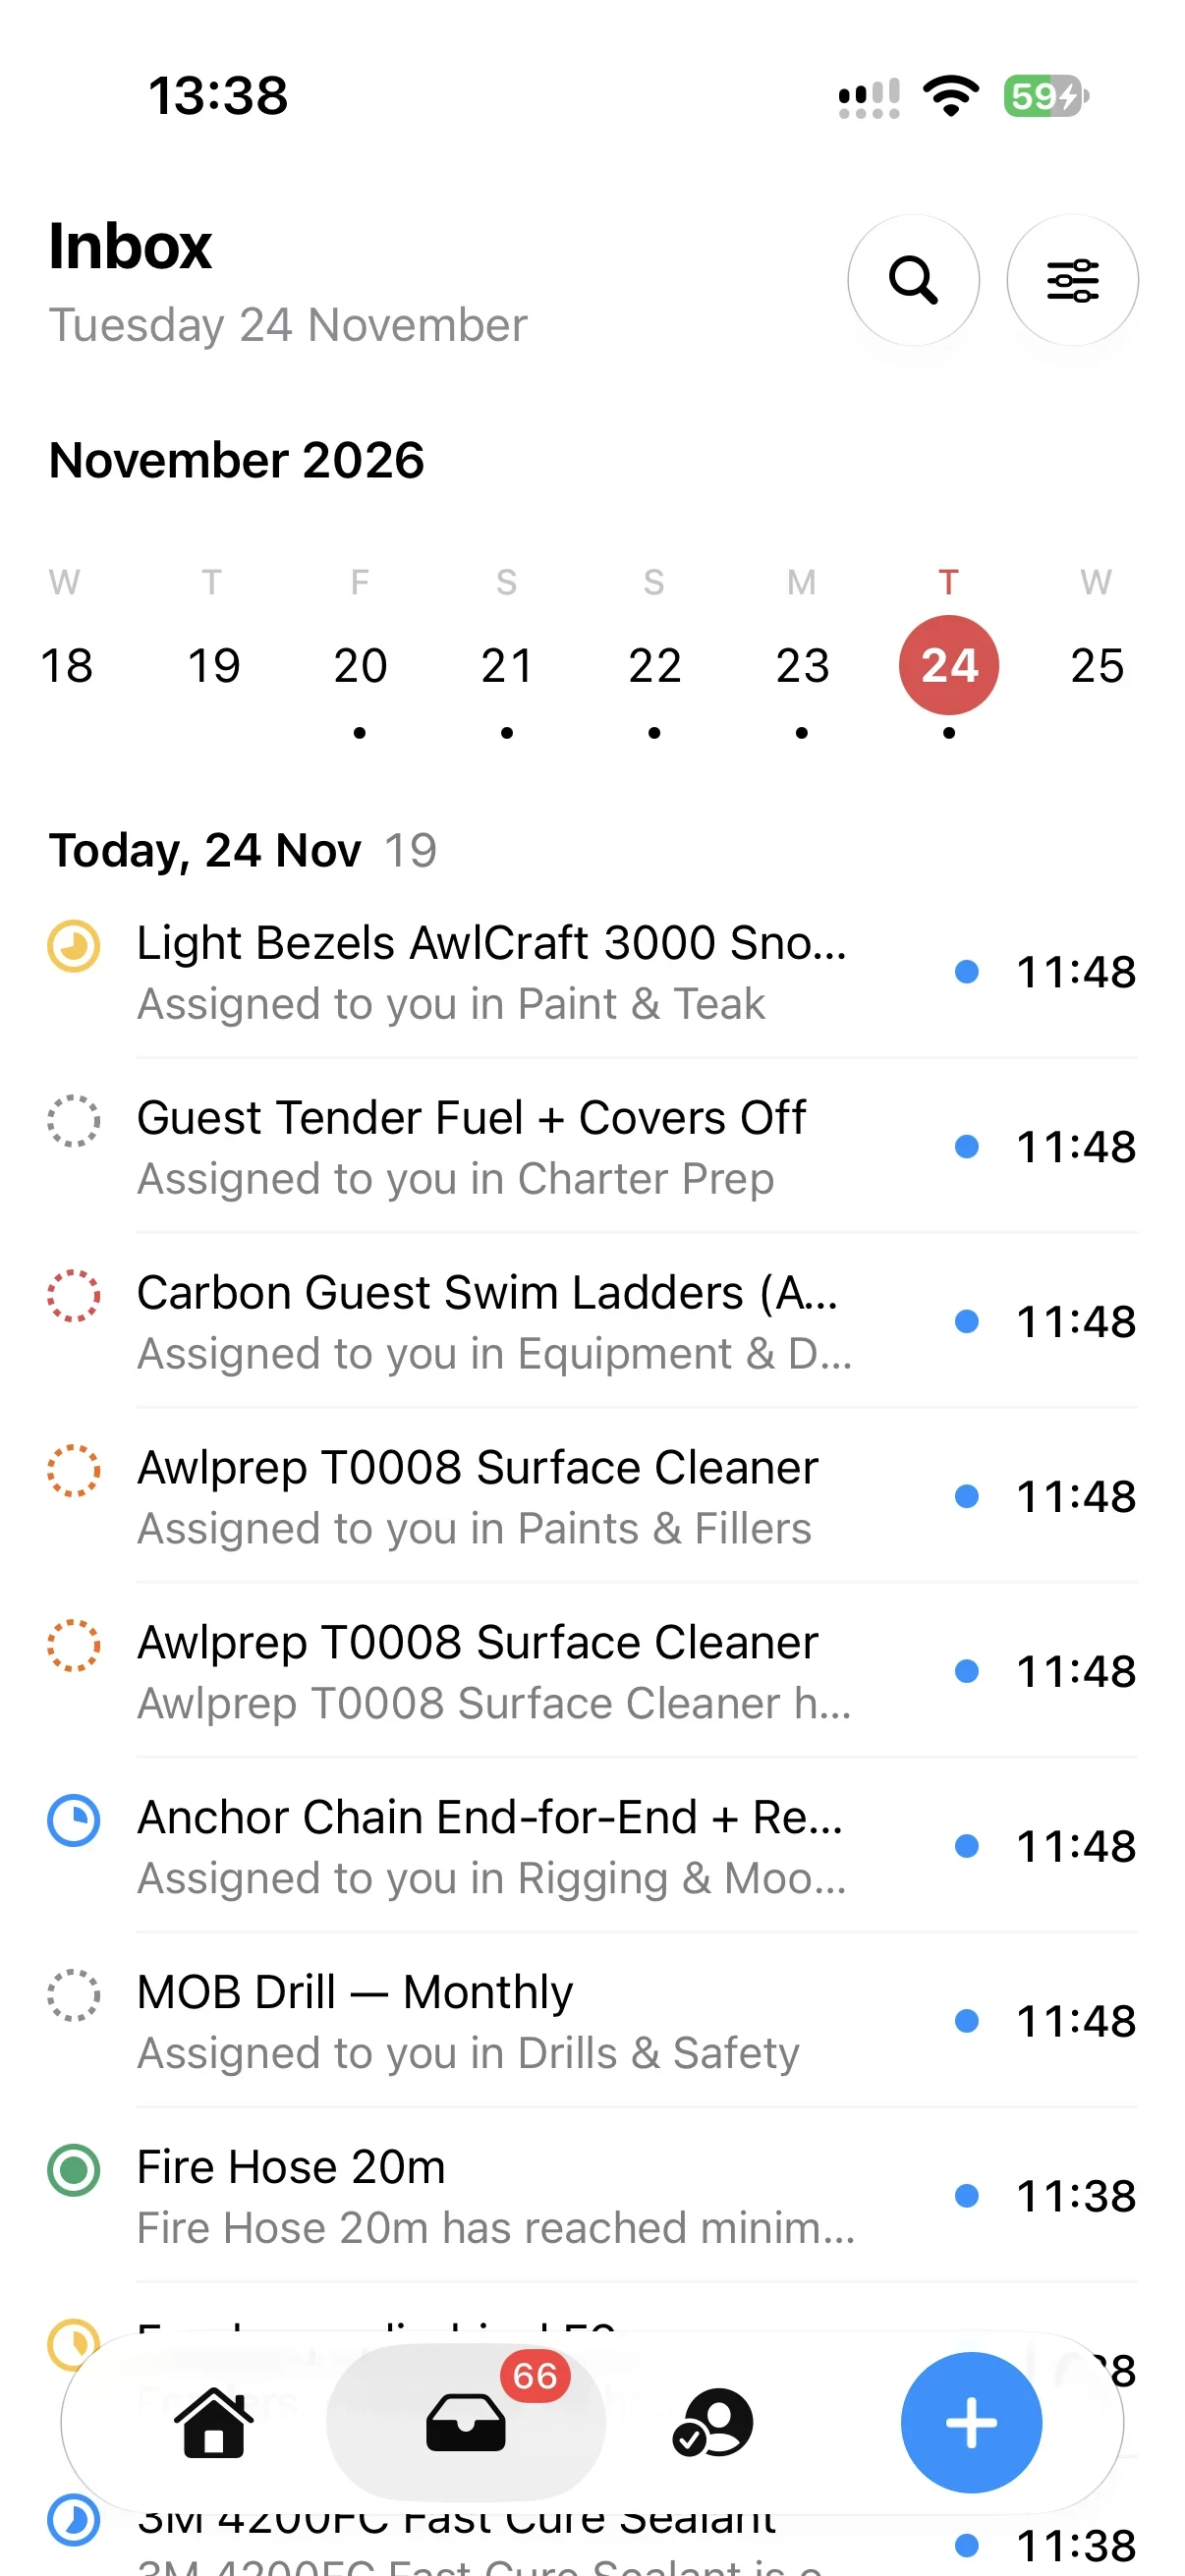 13:38
59
Inbox
Tuesday 24 November
November 2026
W T F S S M T W
18 19 20 21 22 23 24 25
Today, 24 Nov 19
Light Bezels AwlCraft 3000 Sno...
11:48
Assigned to you in Paint & Teak
Guest Tender Fuel + Covers Off
11:48
Assigned to you in Charter Prep
Carbon Guest Swim Ladders (A...
11:48
Assigned to you in Equipment & D...
Awlprep T0008 Surface Cleaner
11:48
Assigned to you in Paints & Fillers
Awlprep T0008 Surface Cleaner
11:48
Awlprep T0008 Surface Cleaner h...
Anchor Chain End-for-End + Re...
11:48
Assigned to you in Rigging & Moo...
MOB Drill — Monthly
11:48
Assigned to you in Drills & Safety
Fire Hose 20m
11:38
Fire Hose 20m has reached minim...
66
3M 4200FC Fast Cure Sealant
11:38
3M 4200FC Fast Cure Sealant is